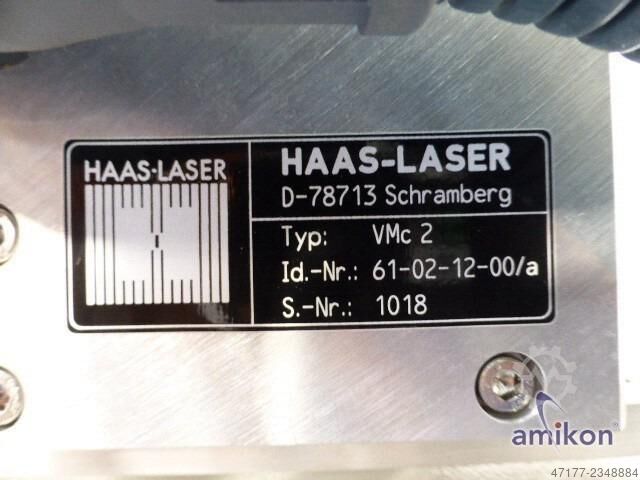 HAAS·LASER
HAAS-LASER
D-78713 Schramberg
Typ: VMc 2
Id.-Nr.: 61-02-12-00/a
S.-Nr.: 1018
amikon
47177-2348884